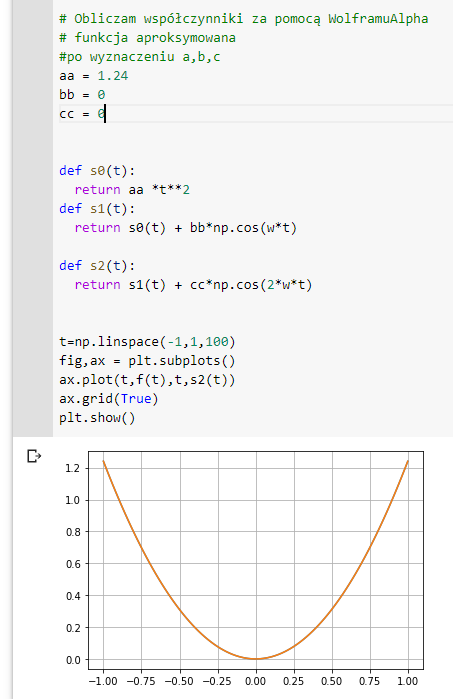 # Obliczam współczynniki za pomocą WolframuAlpha
# funkcja aproksymowana
#po wyznaczeniu a,b,c
aa = 1.24
bb = 0
cc = 0
def s0(t):
return aa *t**2
def s1(t):
return s0(t) + bb*np.cos(w*t)
def s2(t):
return s1(t) + cc*np.cos(2*w*t)
t=np.linspace(-1,1,100)
fig,ax = plt.subplots()
ax.plot(t,f(t),t,s2(t))
ax.grid(True)
plt.show()
1.2
1.0
0.8
0.6
0.4
0.2
0.0
−1.00 −0.75 −0.50 −0.25 0.00 0.25 0.50 0.75 1.00